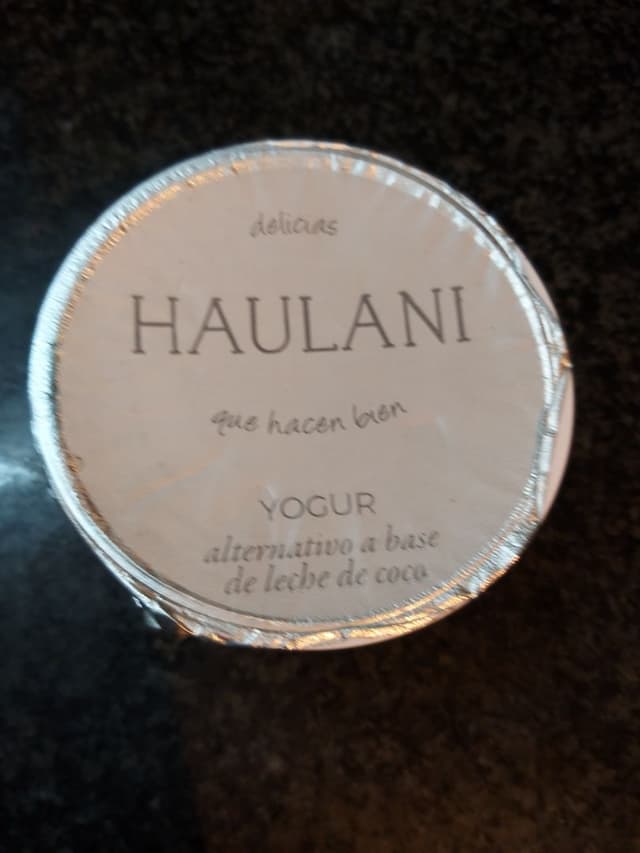 delicias
HAULANI
que hacen bien
YOGUR
alternativo a base
de leche de coco